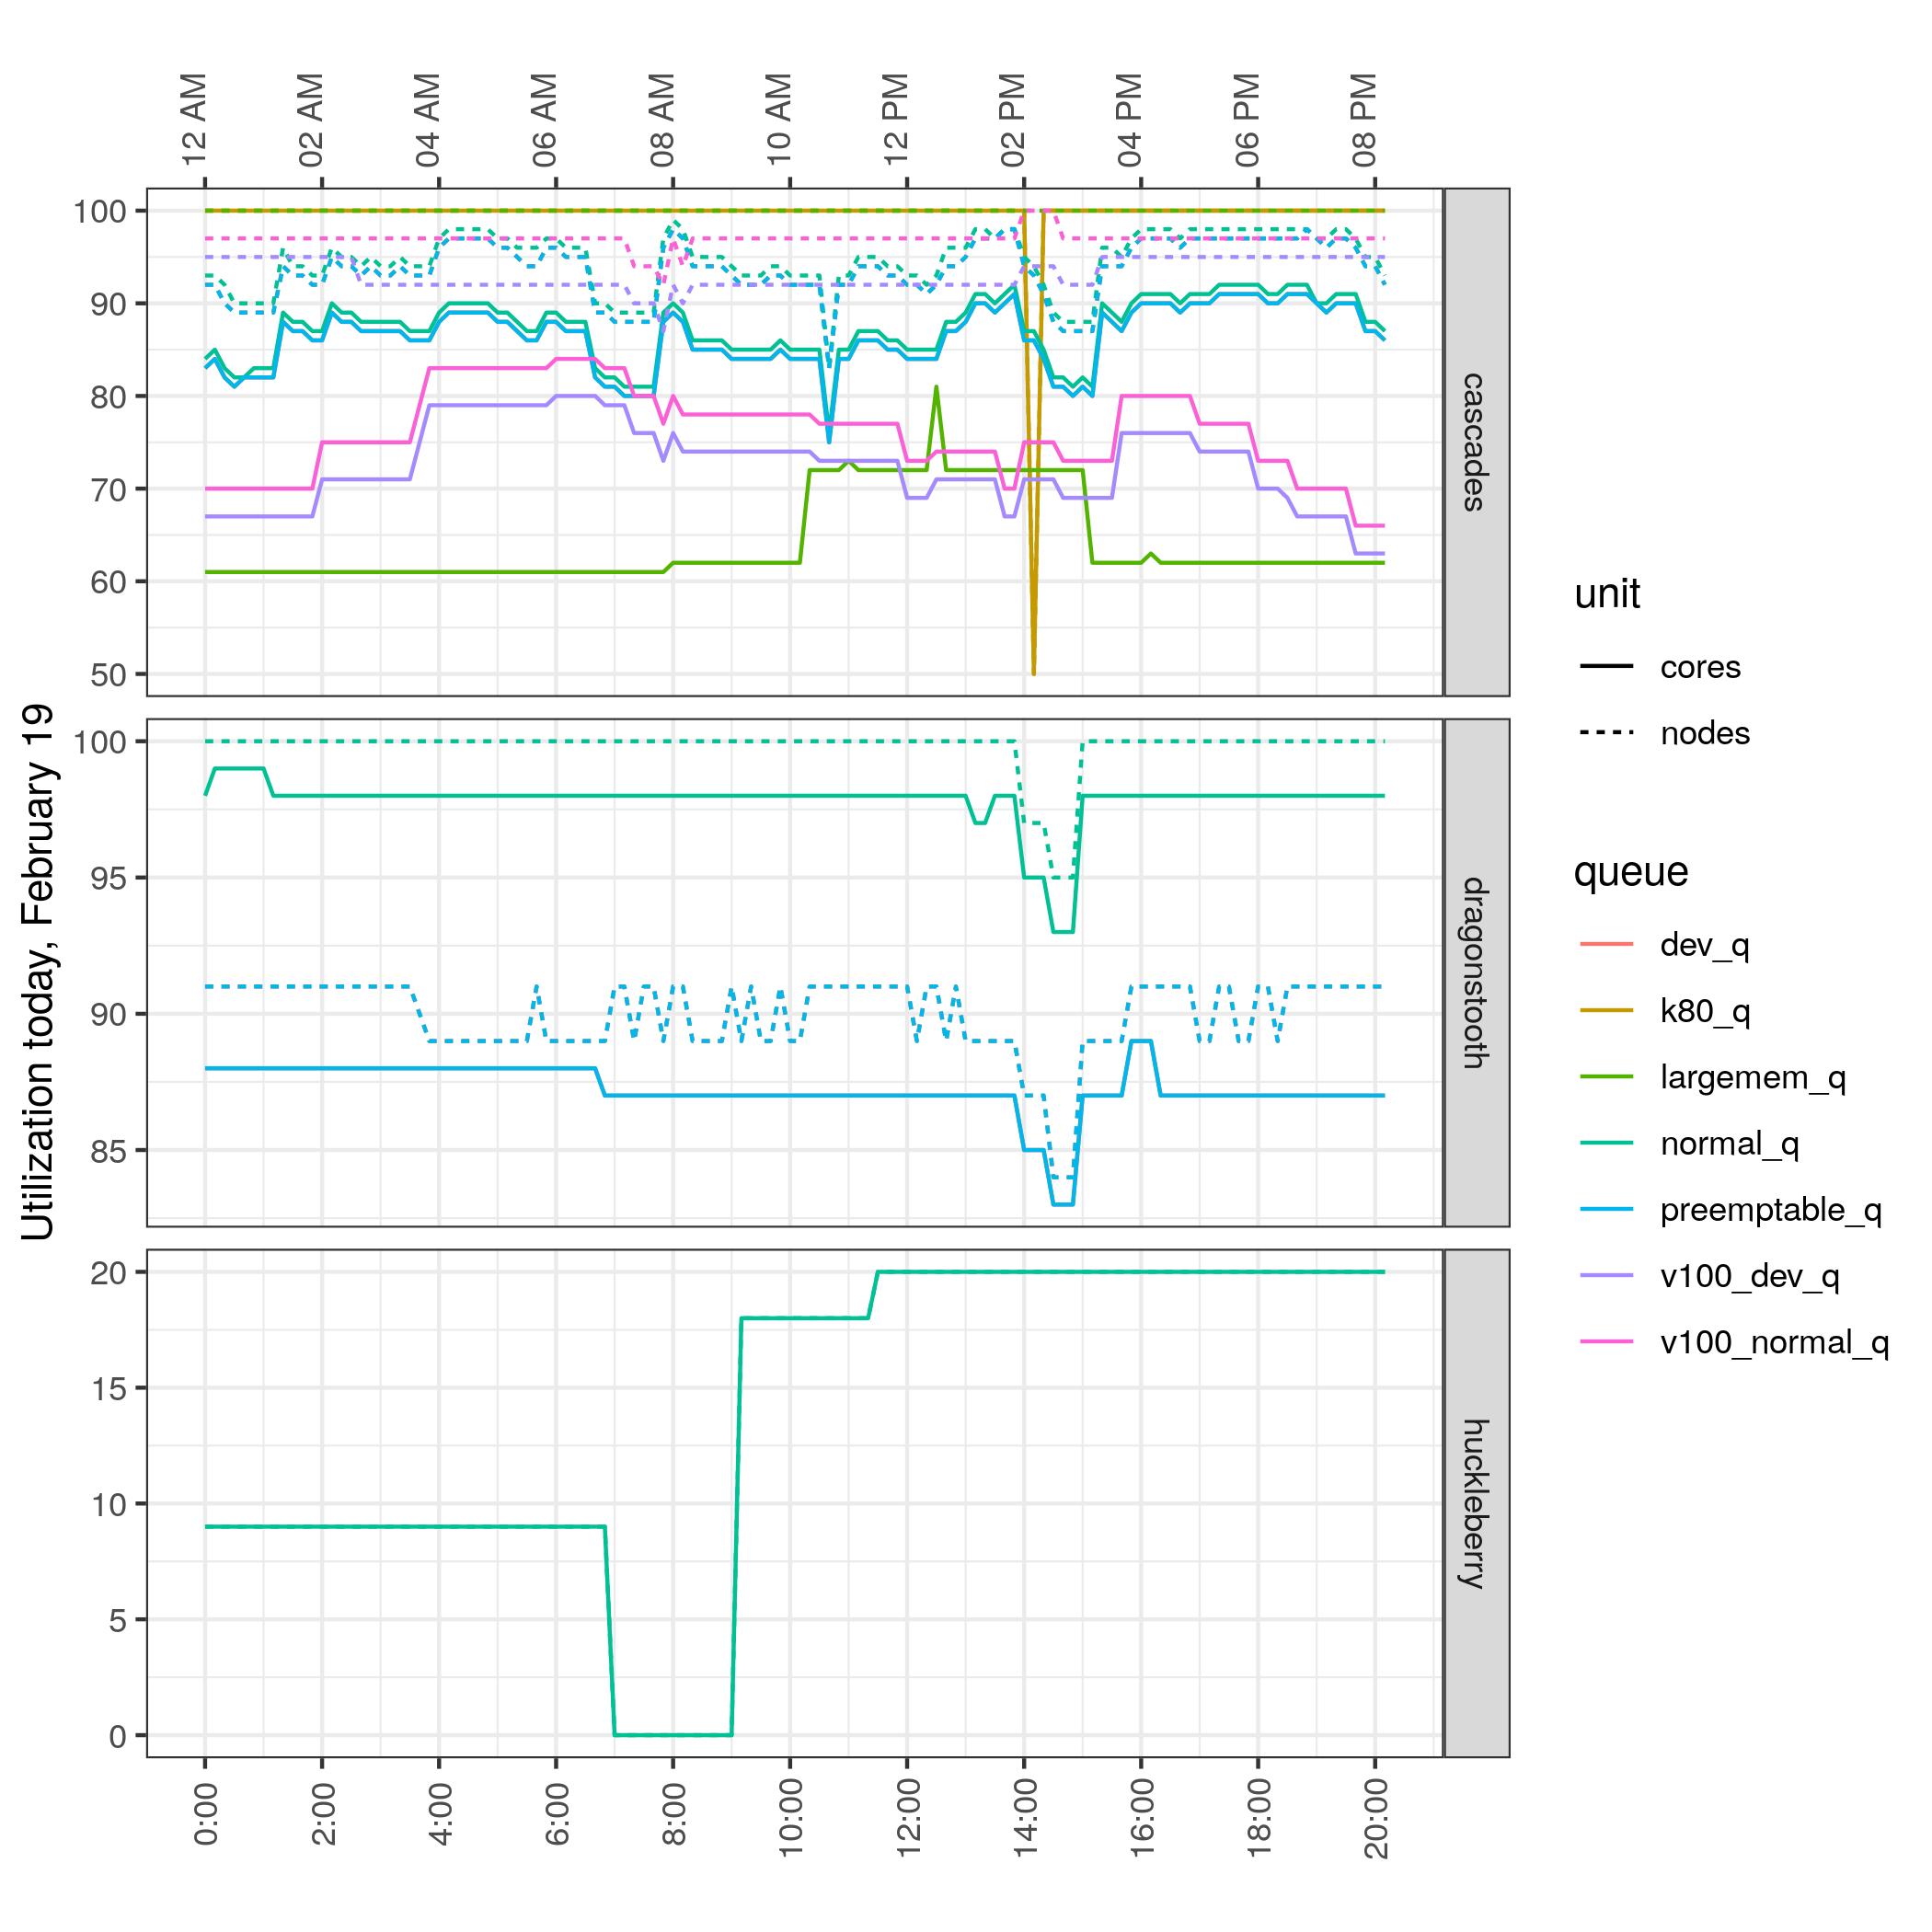 12 AM
02 AM
04 AM
06 AM
08 AM
10 AM
12 PM
02 PM
04 PM
06 PM
08 PM
Utilization today, February 19
100
90
80
70
60
50
cascades
100
95
90
85
dragonstooth
20
15
10
5
0
huckleberry
0:00
2:00
4:00
6:00
8:00
10:00
12:00
14:00
16:00
18:00
20:00
unit
cores
nodes
queue
dev_q
k80_q
largemem_q
normal_q
preemptable_q
v100_dev_q
v100_normal_q